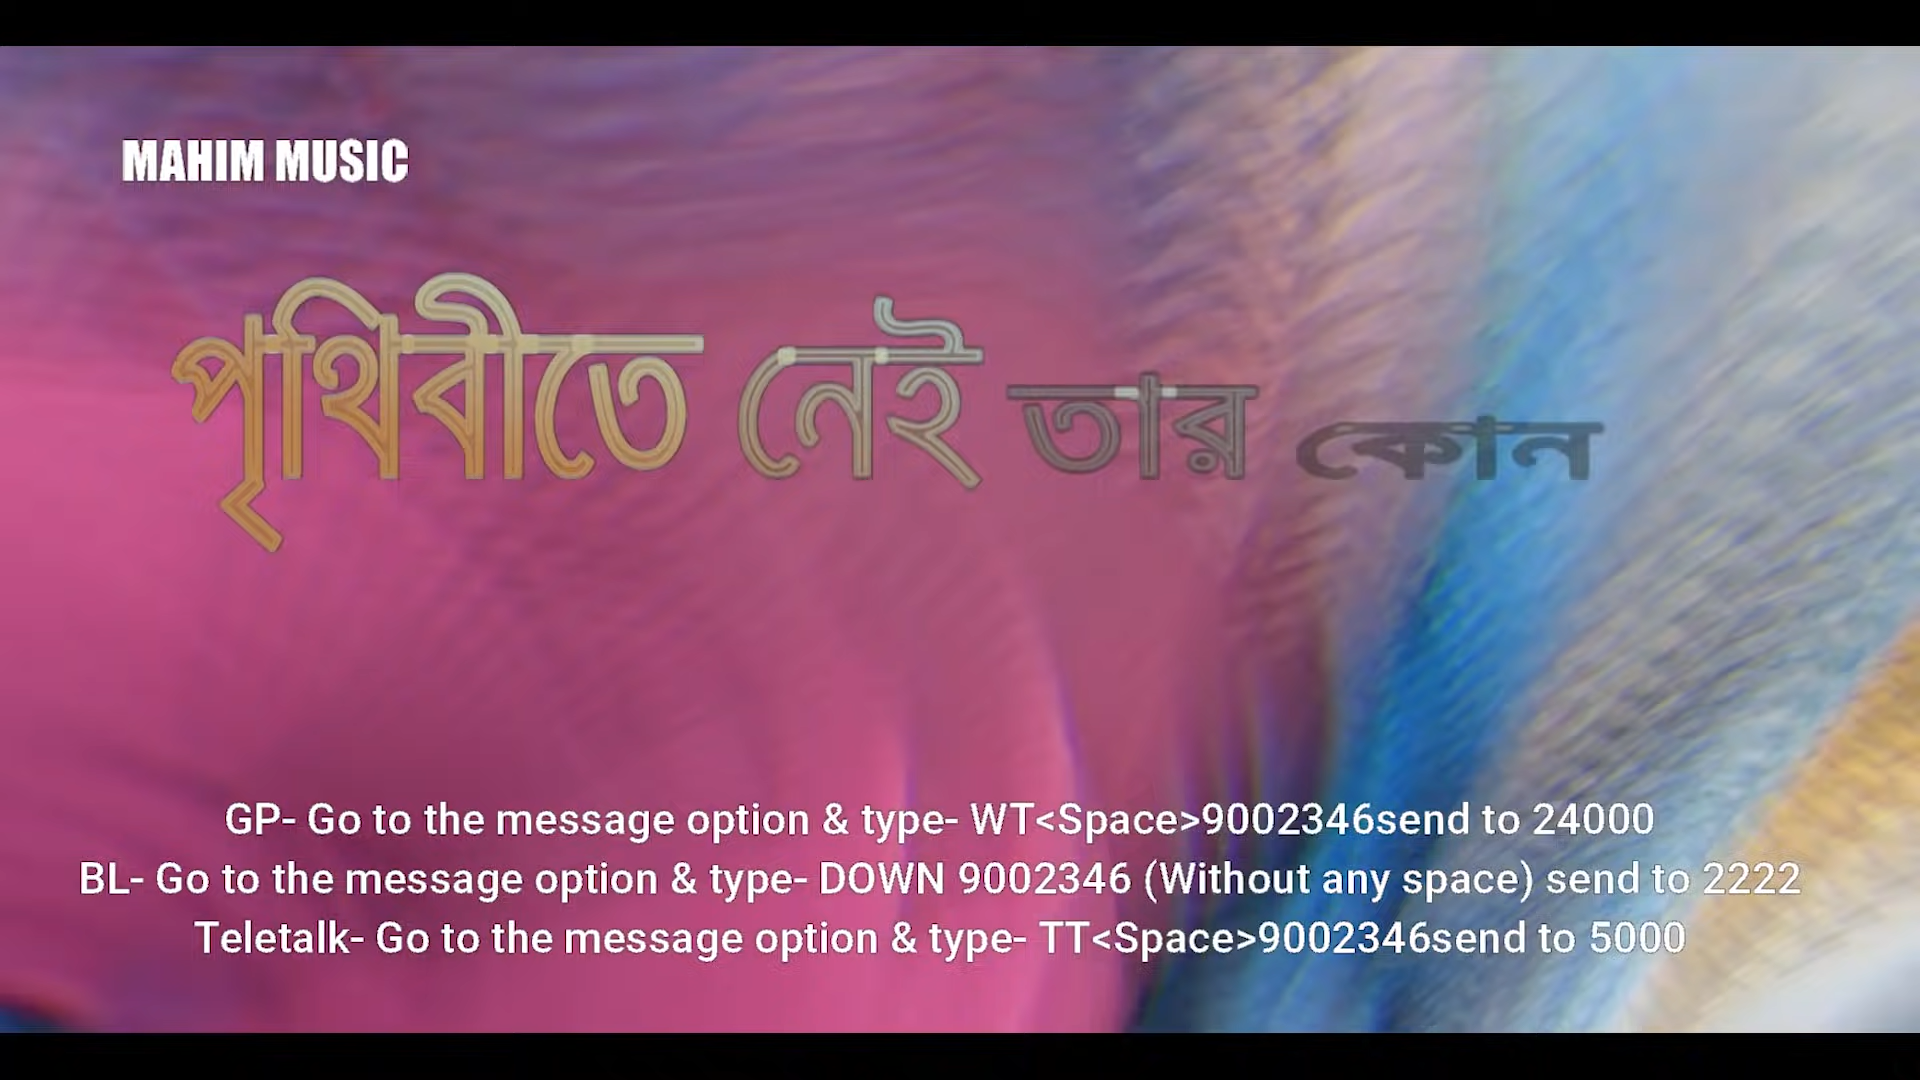 MAHIM MUSIC
পৃথিবীতে নেই তার কোন
GP- Go to the message option & type- WT<Space>9002346send to 24000
BL- Go to the message option & type- DOWN 9002346 (Without any space) send to 2222
Teletalk- Go to the message option & type- TT<Space>9002346send to 5000